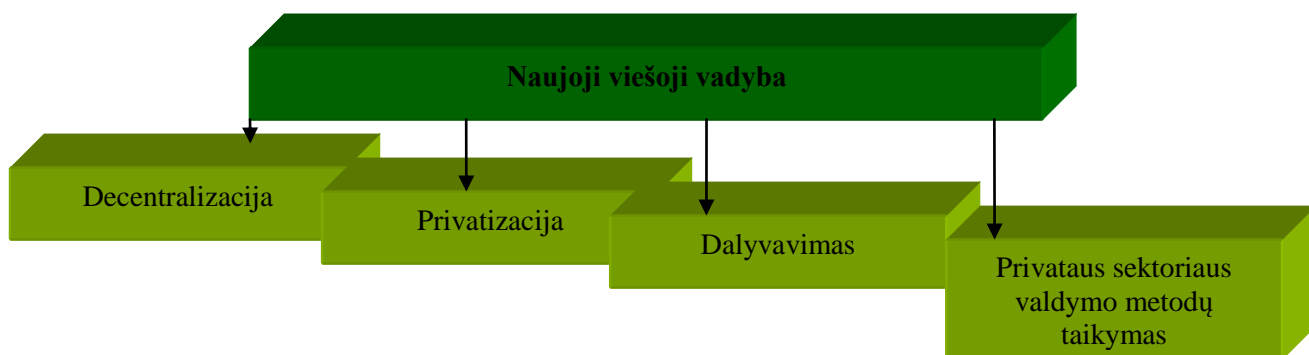 Naujoji viešoji vadyba
Decentralizacija
Privatizacija
Dalyvavimas
Privataus sektoriaus
valdymo metodų
taikymas